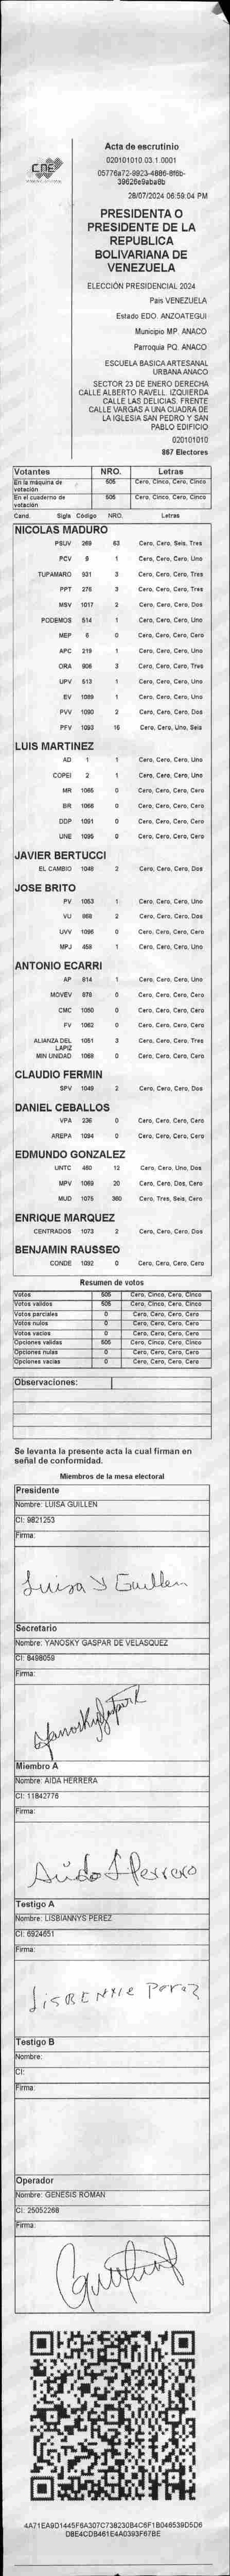 CNE
Acta de escrutinio
020101010.03.1.0001
05776a72-9923-4886-8f6b-
39626e9aba8b
28/07/2024 06:59:04 PM
PRESIDENTA O
PRESIDENTE DE LA
REPUBLICA
BOLIVARIANA DE
VENEZUELA
ELECCIÓN PRESIDENCIAL 2024
Pais VENEZUELA
Estado EDO. ANZOATEGUI
Municipio MP. ANACO
Parroquia PQ. ANACO
ESCUELA BASICA ARTESANAL
URBANA ANACO
SECTOR 23 DE ENERO DERECHA
CALLE ALBERTO RAVELL. IZQUIERDA
CALLE LAS DELICIAS. FRENTE
CALLE VARGAS A UNA CUADRA DE
LA IGLESIA SAN PEDRO Y SAN
PABLO EDIFICIO
020101010
887 Electores
Votantes NRO. Letras
En la máquina de votación 505 Cero, Cinco, Cero, Cinco
En el cuaderno de votación 505 Cero, Cinco, Cero, Cinco
Cand. Sigla Código NRO. Letras
NICOLAS MADURO
PSUV 269 63 Cero, Cero, Seis, Tres
PCV 5 1 Cero, Cero, Cero, Uno
TUPAMARO 931 3 Cero, Cero, Cero, Tres
PPT 275 3 Cero, Cero, Cero, Tres
MSV 1017 2 Cero, Cero, Cero, Dos
PODEMOS 514 1 Cero, Cero, Cero, Uno
MEP 6 0 Cero, Cero, Cero, Cero
APC 219 1 Cero, Cero, Cero, Uno
ORA 906 3 Cero, Cero, Cero, Tres
UPV 513 1 Cero, Cero, Cero, Uno
EV 1089 1 Cero, Cero, Cero, Uno
PVV 1090 2 Cero, Cero, Cero, Dos
PFV 1093 16 Cero, Cero, Uno, Seis
LUIS MARTINEZ
AD 1 1 Cero, Cero, Cero, Uno
COPEI 2 1 Cero, Cero, Cero, Uno
MR 1065 0 Cero, Cero, Cero, Cero
BR 1066 0 Cero, Cero, Cero, Cero
DDP 1091 0 Cero, Cero, Cero, Cero
UNE 1095 0 Cero, Cero, Cero, Cero
JAVIER BERTUCCI
EL CAMBIO 1048 2 Cero, Cero, Cero, Dos
JOSE BRITO
PV 1053 1 Cero, Cero, Cero, Uno
VU 968 2 Cero, Cero, Cero, Dos
UVV 1096 0 Cero, Cero, Cero, Cero
MPJ 458 1 Cero, Cero, Cero, Uno
ANTONIO ECARRI
AP 814 1 Cero, Cero, Cero, Uno
MOVEV 878 0 Cero, Cero, Cero, Cero
CMC 1050 0 Cero, Cero, Cero, Cero
FV 1062 0 Cero, Cero, Cero, Cero
ALIANZA DEL LAPIZ 1051 3 Cero, Cero, Cero, Tres
MIN UNIDAD 1068 0 Cero, Cero, Cero, Cero
CLAUDIO FERMIN
SPV 1049 2 Cero, Cero, Cero, Dos
DANIEL CEBALLOS
VPA 236 0 Cero, Cero, Cero, Cero
AREPA 1094 0 Cero, Cero, Cero, Cero
EDMUNDO GONZALEZ
UNTC 480 12 Cero, Cero, Uno, Dos
MPV 1069 20 Cero, Cero, Dos, Cero
MUD 1075 360 Cero, Tres, Seis, Cero
ENRIQUE MARQUEZ
CENTRADOS 1073 2 Cero, Cero, Cero, Dos
BENJAMIN RAUSSEO
CONDE 1092 0 Cero, Cero, Cero, Cero
Resumen de votos
Votos 505 Cero, Cinco, Cero, Cinco
Votos validos 505 Cero, Cinco, Cero, Cinco
Votos parciales 0 Cero, Cero, Cero, Cero
Votos nulos 0 Cero, Cero, Cero, Cero
Votos vacios 0 Cero, Cero, Cero, Cero
Opciones validas 505 Cero, Cinco, Cero, Cinco
Opciones nulas 0 Cero, Cero, Cero, Cero
Opciones vacias 0 Cero, Cero, Cero, Cero
Observaciones:
Se levanta la presente acta la cual firman en
señal de conformidad.
Miembros de la mesa electoral
Presidente
Nombre: LUISA GUILLEN
CI: 9821253
Firma:
Luisa Y Guillen
Secretario
Nombre: YANOSKY GASPAR DE VELASQUEZ
CI: 8498059
Firma:
Miembro A
Nombre: AIDA HERRERA
CI: 11842776
Firma:
Testigo A
Nombre: LISBIANNYS PEREZ
CI: 6924651
Firma:
Testigo B
Nombre:
CI:
Firma:
Operador
Nombre: GENESIS ROMAN
CI: 25052268
Firma:
4A71EA9D1445F6A307C738230B4C6F1B046539D5D6
DBE4CDB461E4A0393F67BE